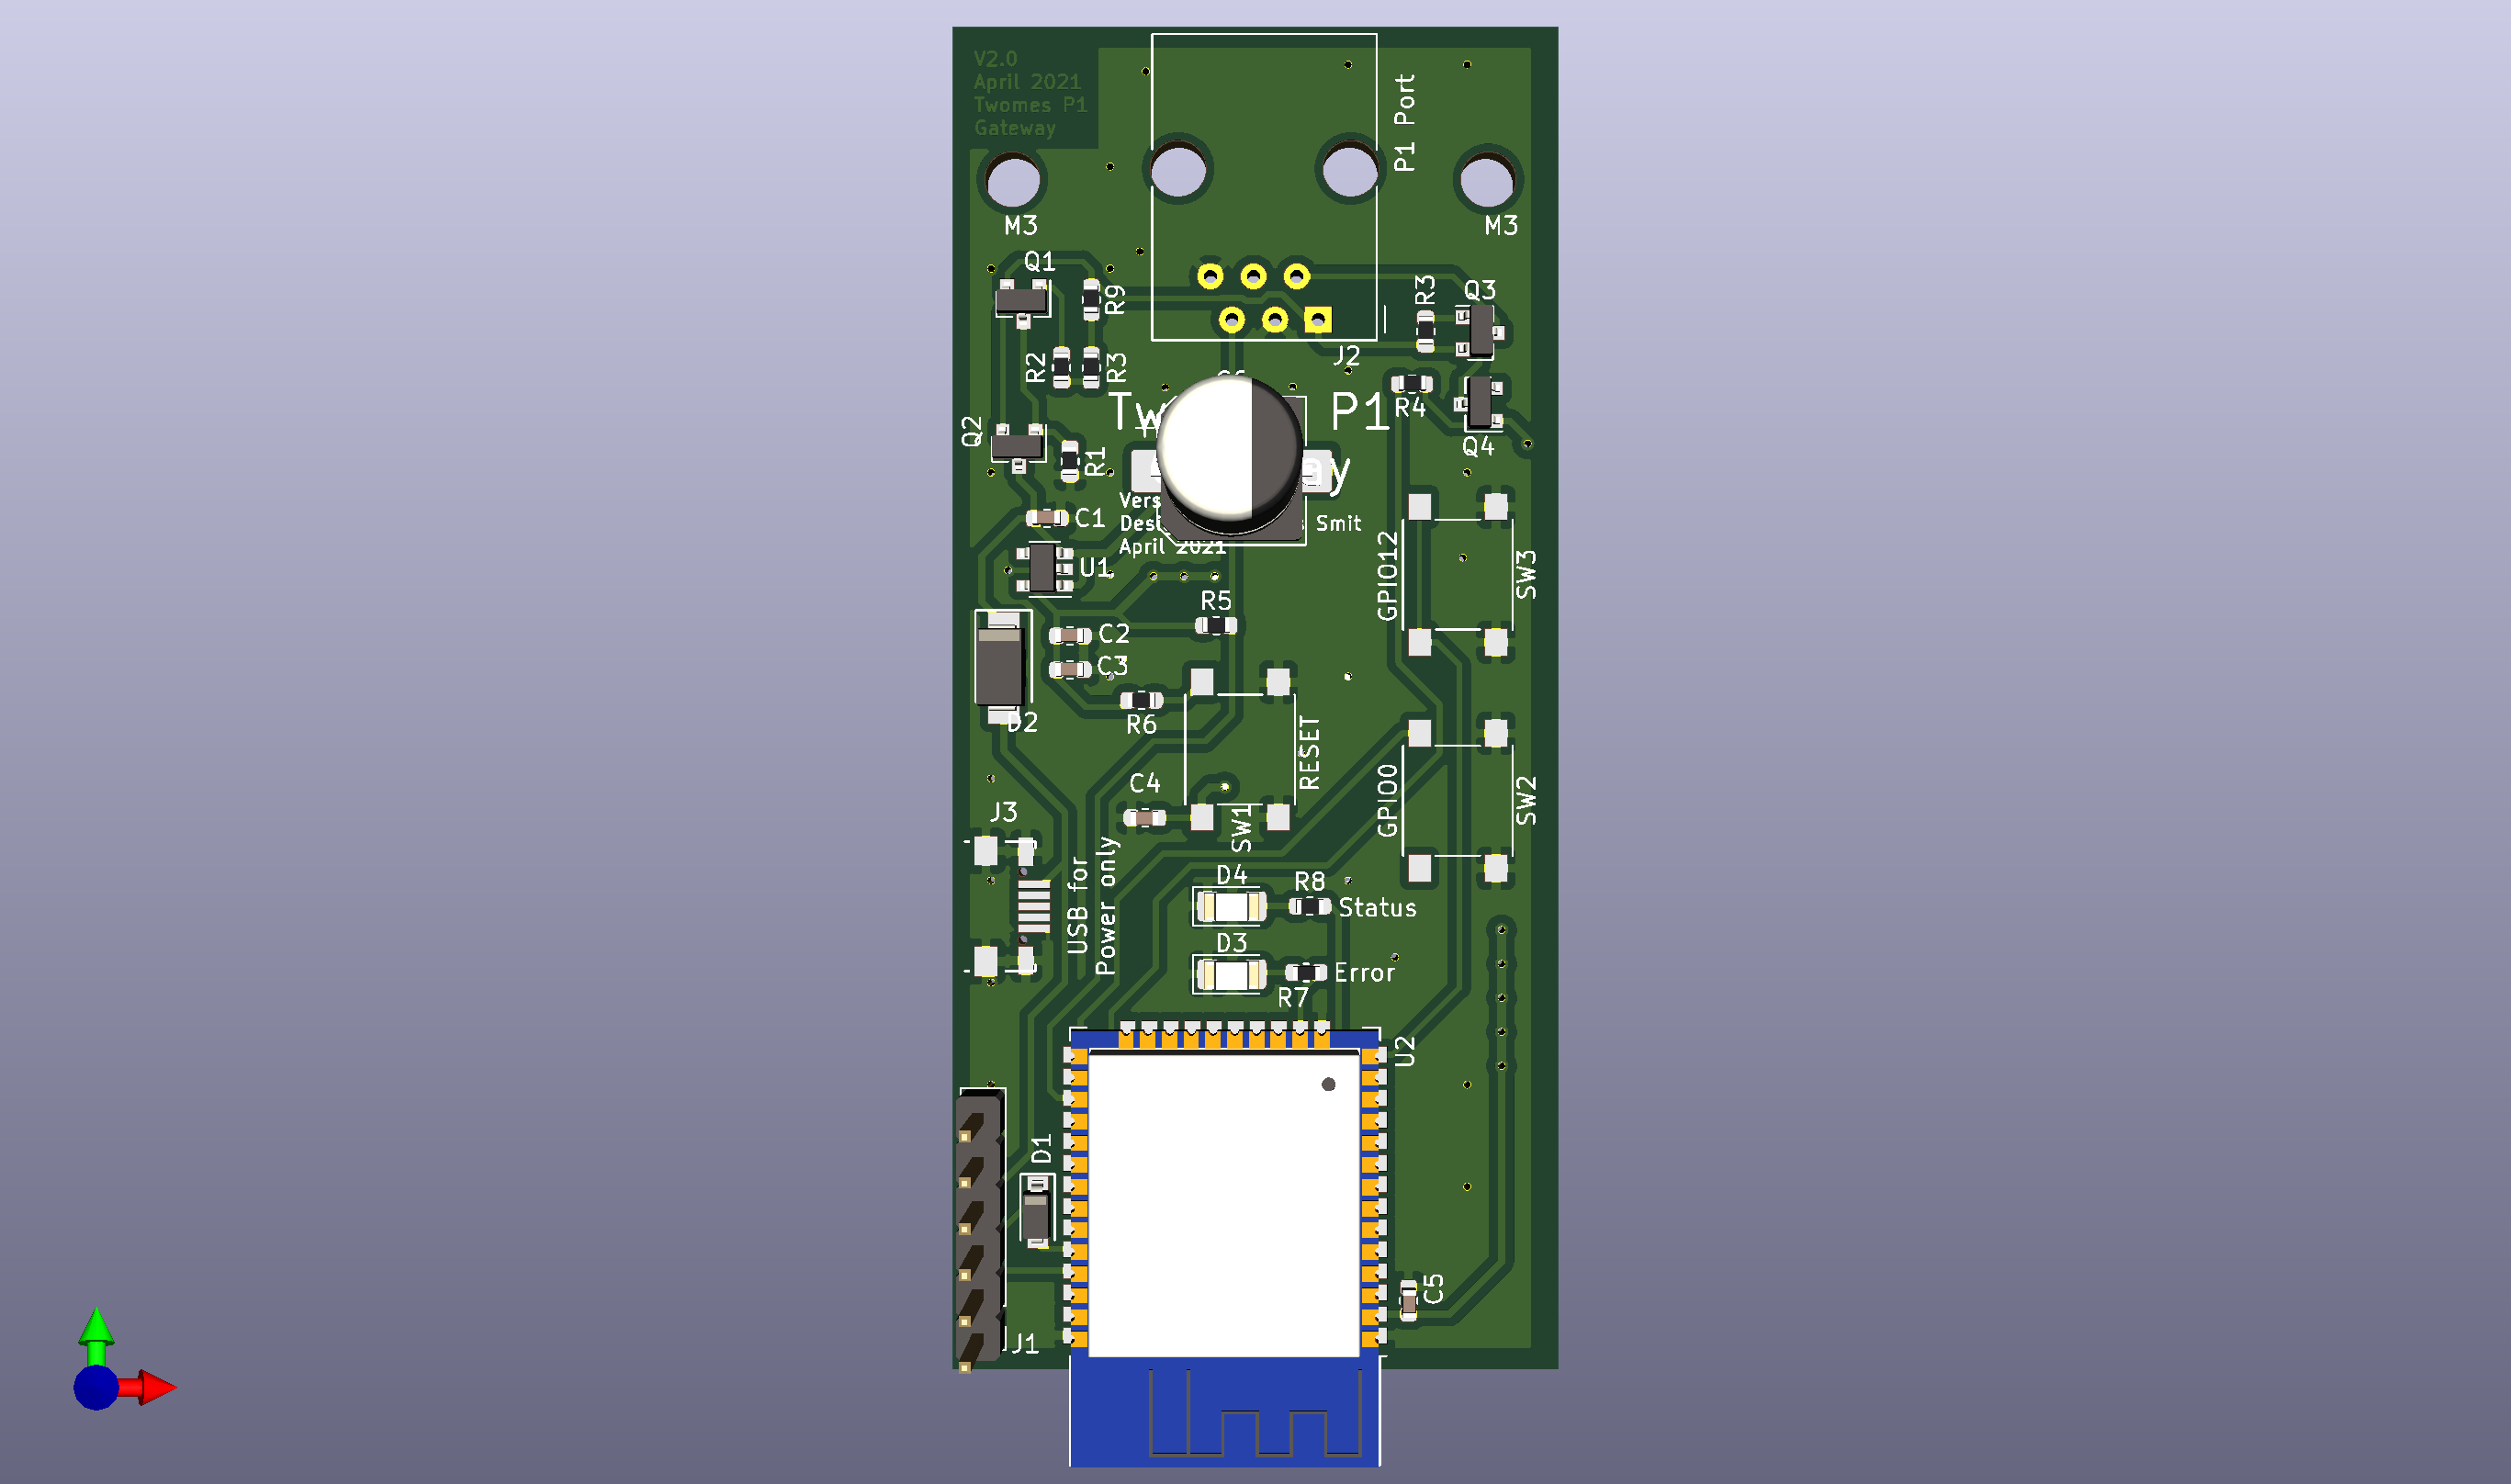 V2.0
April 2021
Twomes P1
Gateway
P1 Port
M3
M3
Q1
R9
R3
Q3
R2
R3
J2
R4
P1
Q2
Q4
R1
C1
Smit
April 2021
U1
GPIO12
SW3
R5
C2
C3
R6
D2
RESET
C4
SW1
GPIO0
SW2
J3
USB for
Power only
D4
R8
Status
D3
Error
R7
U2
D1
C5
J1